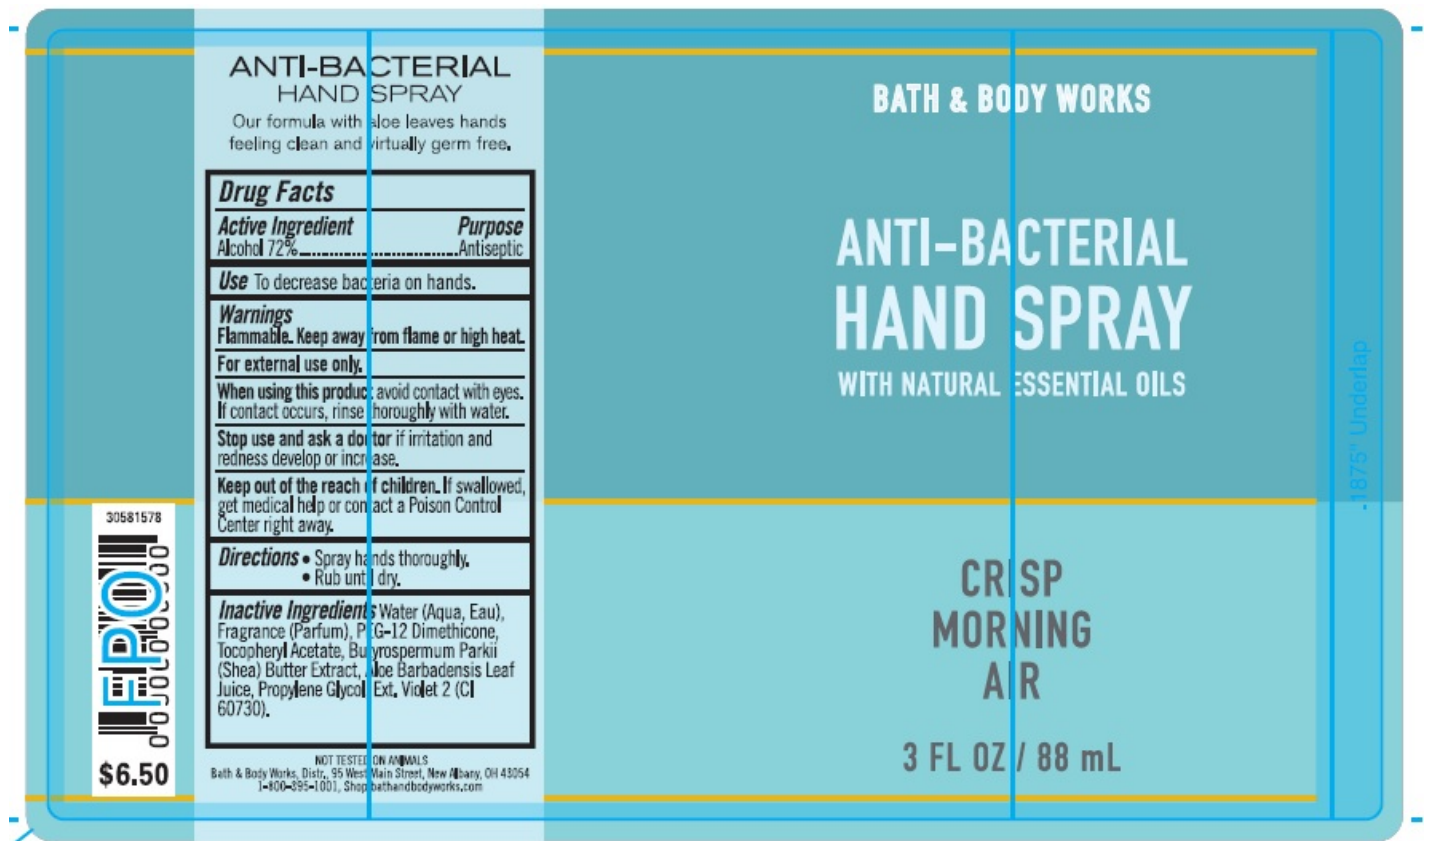 ANTI-BACTERIAL
HAND SPRAY
Our formula with aloe leaves hands
feeling clean and virtually germ free.
Drug Facts
Active Ingredient Purpose
Alcohol 72%..........................................Antiseptic
Use To decrease bacteria on hands.
Warnings
Flammable. Keep away from flame or high heat.
For external use only.
When using this product avoid contact with eyes.
If contact occurs, rinse thoroughly with water.
Stop use and ask a doctor if irritation and
redness develop or increase.
Keep out of the reach of children. If swallowed,
get medical help or contact a Poison Control
Center right away.
Directions • Spray hands thoroughly.
• Rub until dry.
Inactive Ingredients Water (Aqua, Eau),
Fragrance (Parfum), PEG-12 Dimethicone,
Tocopheryl Acetate, Butyrospermum Parkii
(Shea) Butter Extract, Aloe Barbadensis Leaf
Juice, Propylene Glycol, Ext. Violet 2 (CI
60730).
NOT TESTED ON ANIMALS
Bath & Body Works, Distr., 95 West Main Street, New Albany, OH 43054
1-800-395-1001, Shop bathandbodyworks.com
30581578
FPO
$6.50
BATH & BODY WORKS
ANTI-BACTERIAL
HAND SPRAY
WITH NATURAL ESSENTIAL OILS
CRISP
MORNING
AIR
3 FL OZ / 88 mL
.1875" Underlap